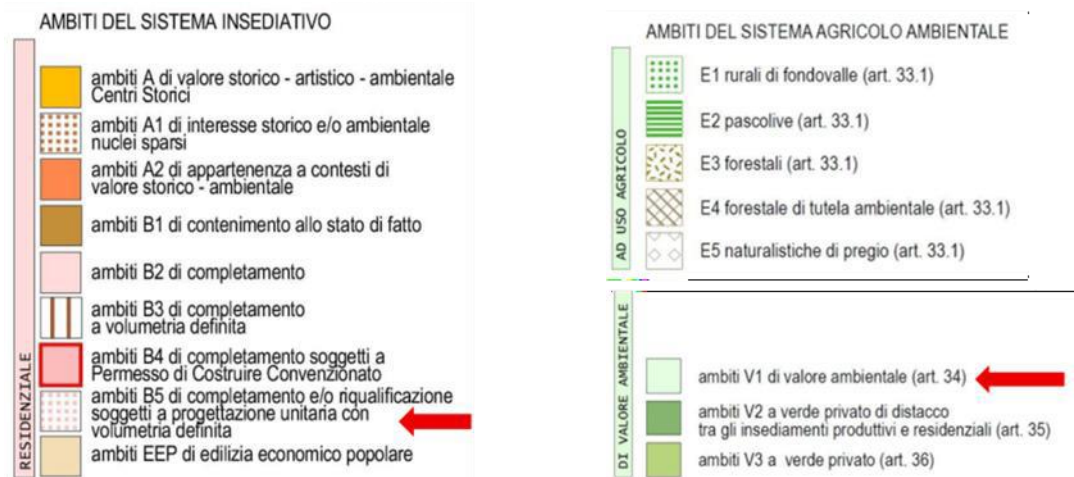 AMBITI DEL SISTEMA INSEDIATIVO
RESIDENZIALE
ambiti A di valore storico - artistico - ambientale
Centri Storici
ambiti A1 di interesse storico e/o ambientale
nuclei sparsi
ambiti A2 di appartenenza a contesti di
valore storico - ambientale
ambiti B1 di contenimento allo stato di fatto
ambiti B2 di completamento
ambiti B3 di completamento
a volumetria definita
ambiti B4 di completamento soggetti a
Permesso di Costruire Convenzionato
ambiti B5 di completamento e/o riqualificazione
soggetti a progettazione unitaria con
volumetria definita
ambiti EEP di edilizia economico popolare
AMBITI DEL SISTEMA AGRICOLO AMBIENTALE
AD USO AGRICOLO
E1 rurali di fondovalle (art. 33.1)
E2 pascolive (art. 33.1)
E3 forestali (art. 33.1)
E4 forestale di tutela ambientale (art. 33.1)
E5 naturalistiche di pregio (art. 33.1)
DI VALORE AMBIENTALE
ambiti V1 di valore ambientale (art. 34)
ambiti V2 a verde privato di distacco
tra gli insediamenti produttivi e residenziali (art. 35)
ambiti V3 a verde privato (art. 36)